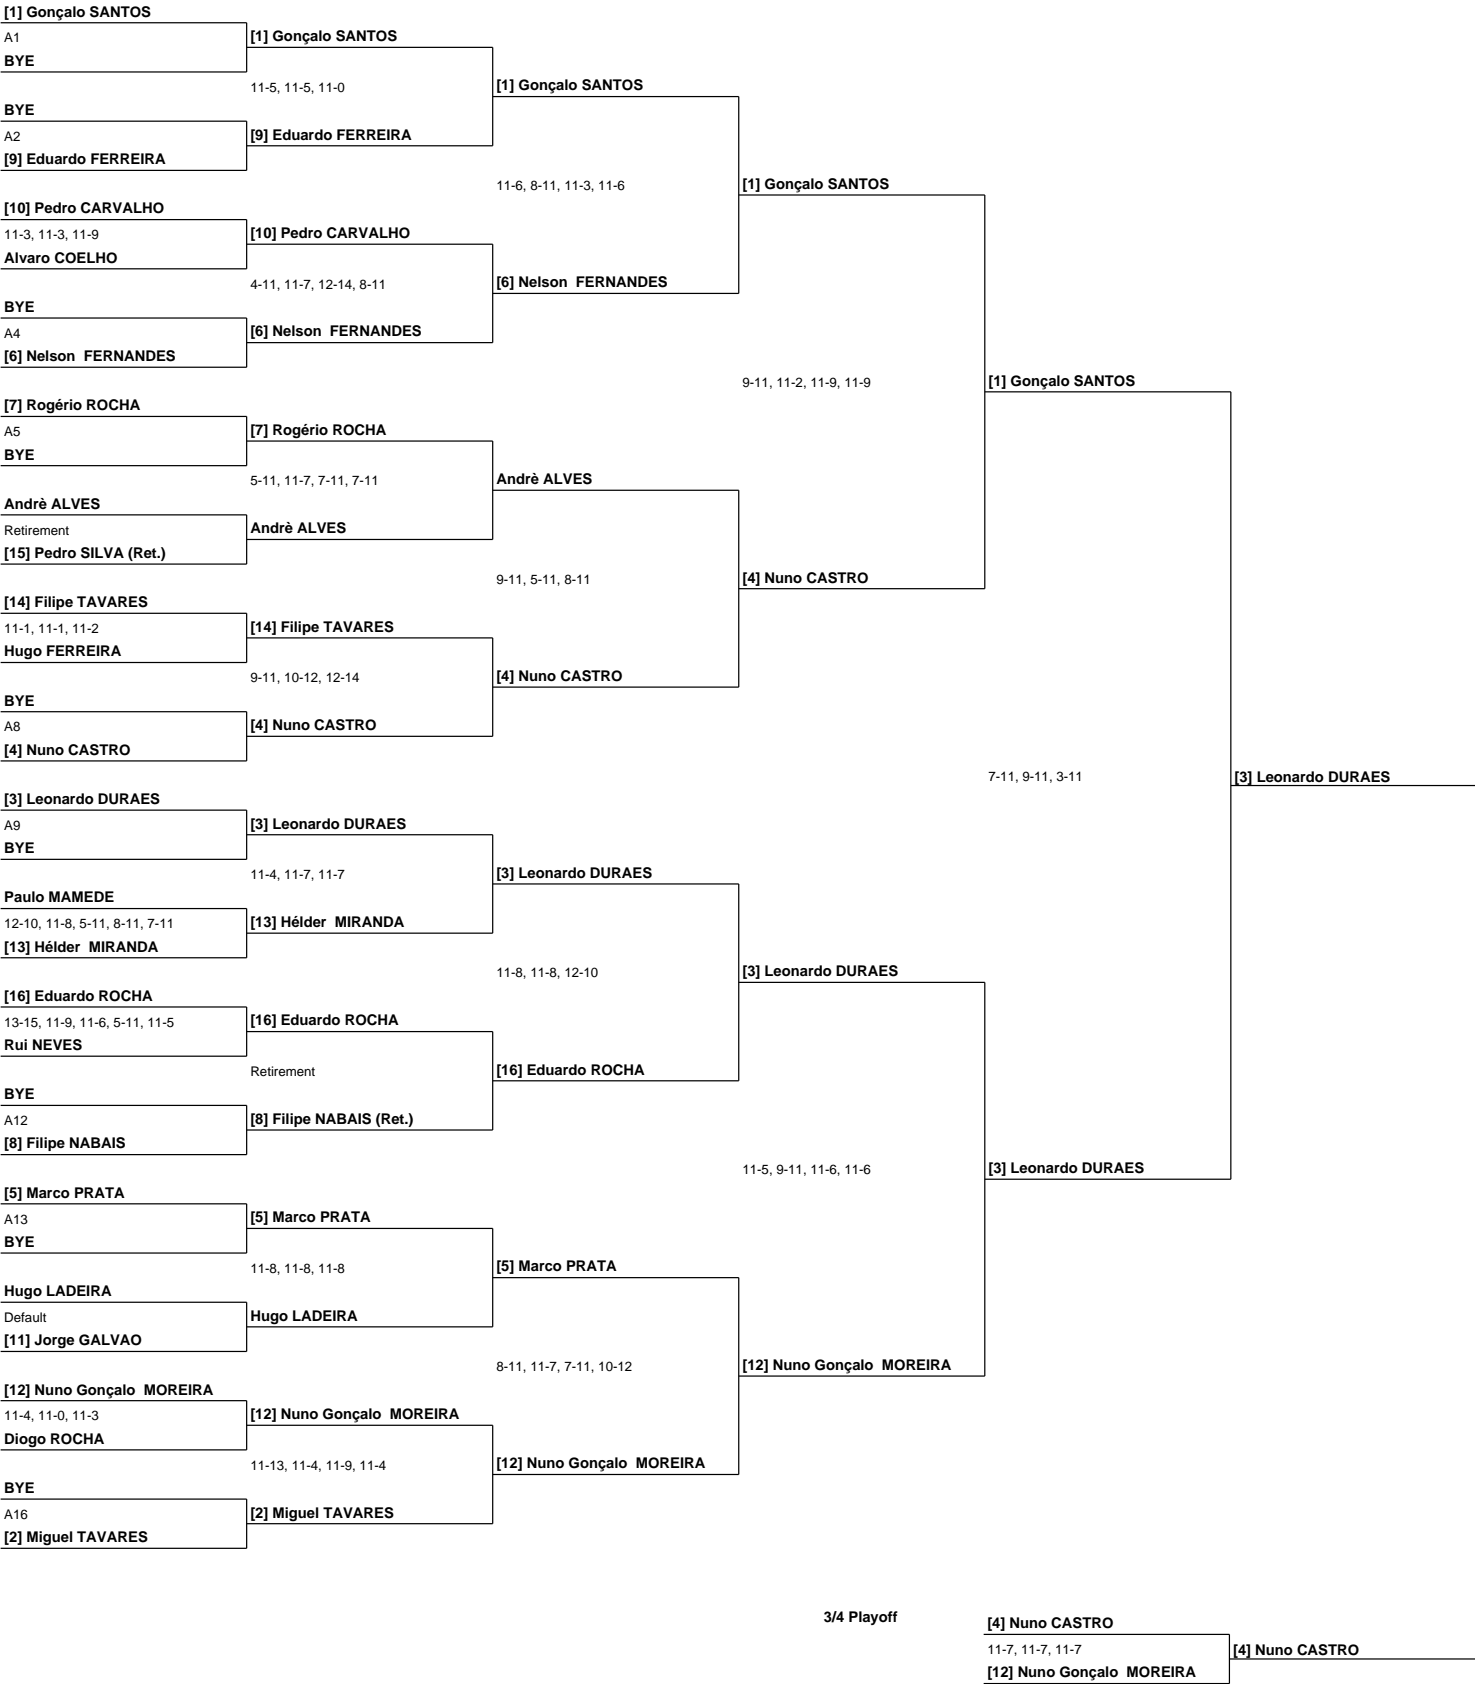 [1] Gonçalo SANTOS
A1
BYE
BYE
A2
[9] Eduardo FERREIRA
[10] Pedro CARVALHO
11-3, 11-3, 11-9
Alvaro COELHO
BYE
A4
[6] Nelson  FERNANDES
[7] Rogério ROCHA
A5
BYE
Andrè ALVES
Retirement
[15] Pedro SILVA (Ret.)
[14] Filipe TAVARES
11-1, 11-1, 11-2
Hugo FERREIRA
BYE
A8
[4] Nuno CASTRO
[3] Leonardo DURAES
A9
BYE
Paulo MAMEDE
12-10, 11-8, 5-11, 8-11, 7-11
[13] Hélder  MIRANDA
[16] Eduardo ROCHA
13-15, 11-9, 11-6, 5-11, 11-5
Rui NEVES
BYE
A12
[8] Filipe NABAIS
[5] Marco PRATA
A13
BYE
Hugo LADEIRA
Default
[11] Jorge GALVAO
[12] Nuno Gonçalo  MOREIRA
11-4, 11-0, 11-3
Diogo ROCHA
BYE
A16
[2] Miguel TAVARES
[1] Gonçalo SANTOS
11-5, 11-5, 11-0
[9] Eduardo FERREIRA
[10] Pedro CARVALHO
4-11, 11-7, 12-14, 8-11
[6] Nelson  FERNANDES
[7] Rogério ROCHA
5-11, 11-7, 7-11, 7-11
Andrè ALVES
[14] Filipe TAVARES
9-11, 10-12, 12-14
[4] Nuno CASTRO
[3] Leonardo DURAES
11-4, 11-7, 11-7
[13] Hélder  MIRANDA
[16] Eduardo ROCHA
Retirement
[8] Filipe NABAIS (Ret.)
[5] Marco PRATA
11-8, 11-8, 11-8
Hugo LADEIRA
[12] Nuno Gonçalo  MOREIRA
11-13, 11-4, 11-9, 11-4
[2] Miguel TAVARES
[1] Gonçalo SANTOS
11-6, 8-11, 11-3, 11-6
[6] Nelson  FERNANDES
Andrè ALVES
9-11, 5-11, 8-11
[4] Nuno CASTRO
[3] Leonardo DURAES
11-8, 11-8, 12-10
[16] Eduardo ROCHA
[5] Marco PRATA
8-11, 11-7, 7-11, 10-12
[12] Nuno Gonçalo  MOREIRA
[1] Gonçalo SANTOS
9-11, 11-2, 11-9, 11-9
[4] Nuno CASTRO
[3] Leonardo DURAES
11-5, 9-11, 11-6, 11-6
[12] Nuno Gonçalo  MOREIRA
[1] Gonçalo SANTOS
7-11, 9-11, 3-11
[3] Leonardo DURAES
[3] Leonardo DURAES
3/4 Playoff
[4] Nuno CASTRO
11-7, 11-7, 11-7
[12] Nuno Gonçalo  MOREIRA
[4] Nuno CASTRO